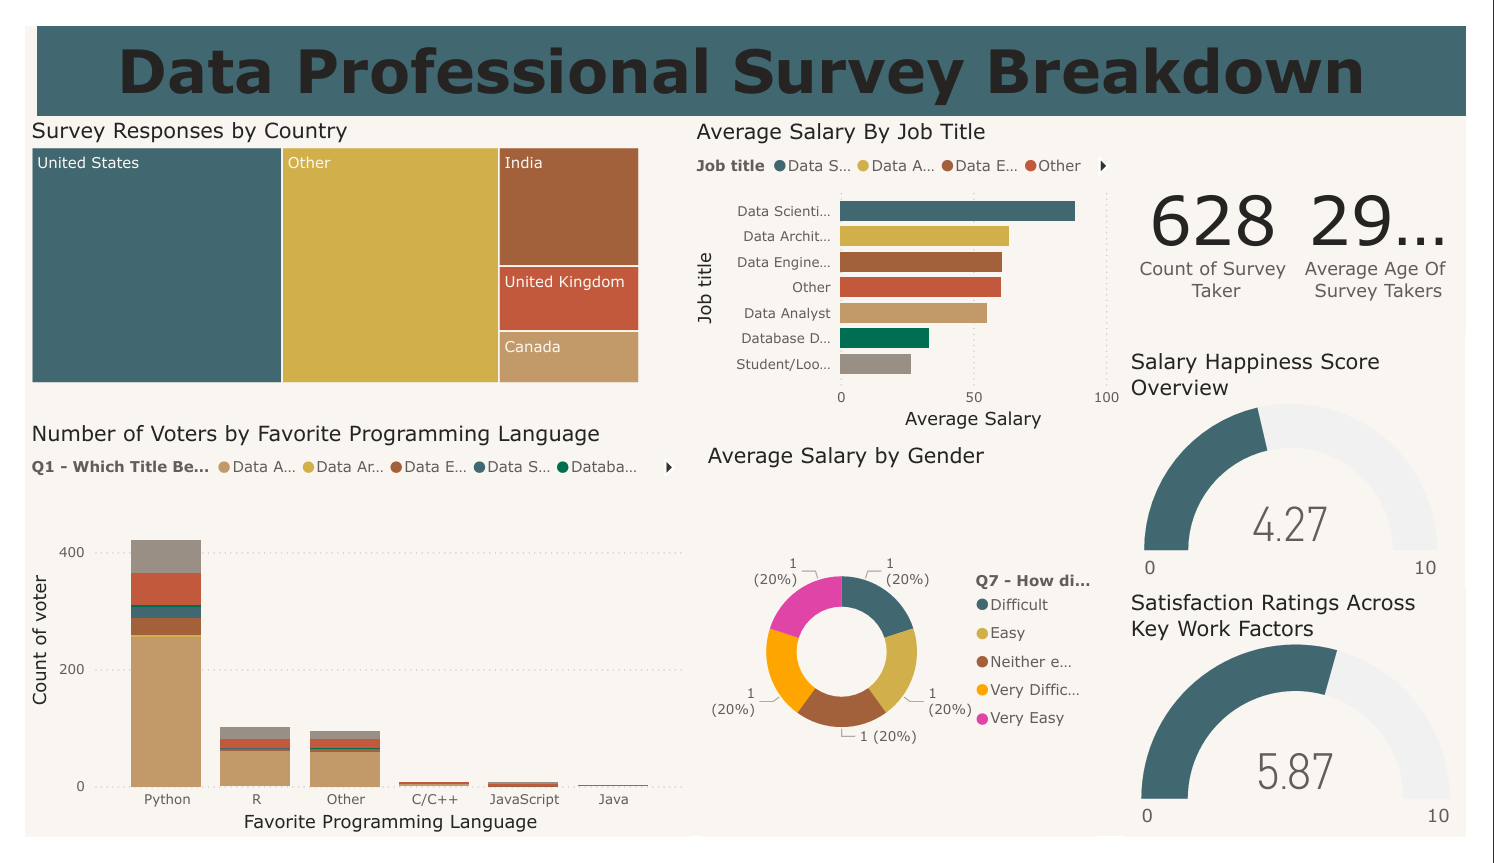 Data Professional Survey Breakdown
Survey Responses by Country
United States
Other
India
United Kingdom
Canada
Average Salary By Job Title
Job title Data S... Data A... Data E... Other
Job title
Data Scienti...
Data Archit...
Data Engine...
Other
Data Analyst
Database D...
Student/Loo...
0 50 100
Average Salary
628
Count of Survey
Taker
29...
Average Age Of
Survey Takers
Number of Voters by Favorite Programming Language
Q1 - Which Title Be... Data A... Data Ar... Data E... Data S... Databa...
Count of voter
400
200
0
Python R Other C/C++ JavaScript Java
Favorite Programming Language
Average Salary by Gender
1
(20%)
1
(20%)
1
(20%)
1
(20%)
1 (20%)
Q7 - How di...
Difficult
Easy
Neither e...
Very Diffic...
Very Easy
Salary Happiness Score
Overview
4.27
0 10
Satisfaction Ratings Across
Key Work Factors
5.87
0 10